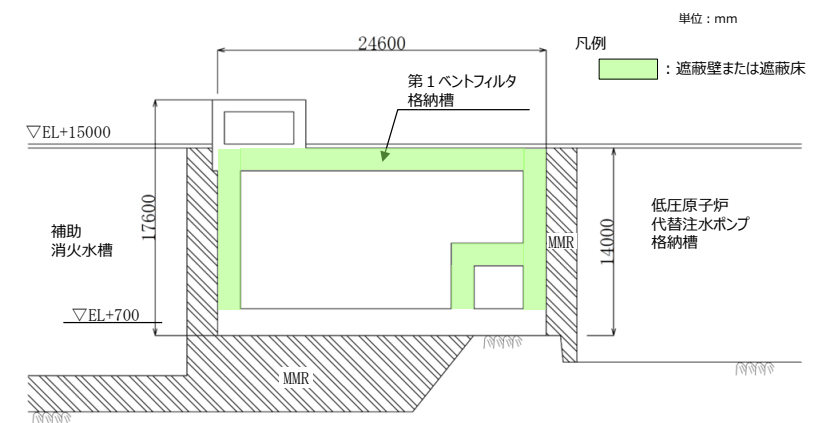 単位：mm
24600
凡例
：遮蔽壁または遮蔽床
第１ベントフィルタ
格納槽
▽EL+15000
17600
補助
消火水槽
MMR
14000
低圧原子炉
代替注水ポンプ
格納槽
▽EL+700
MMR